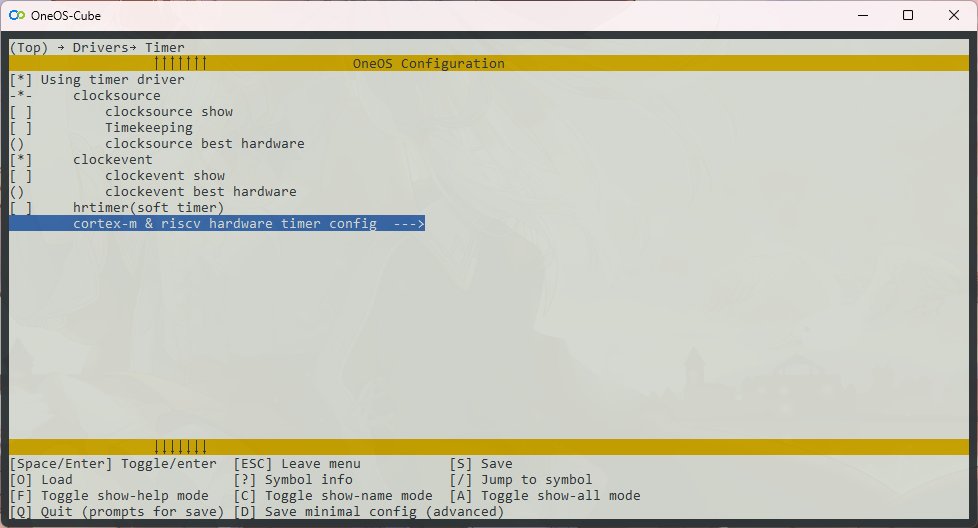 OneOS-Cube
(Top) → Drivers→ Timer
↑↑↑↑↑↑↑ OneOS Configuration
[*] Using timer driver
-*- clocksource
[ ] clocksource show
[ ] Timekeeping
() clocksource best hardware
[*] clockevent
[ ] clockevent show
() clockevent best hardware
[ ] hrtimer(soft timer)
cortex-m & riscv hardware timer config --->
↓↓↓↓↓↓↓
[Space/Enter] Toggle/enter [ESC] Leave menu [S] Save
[O] Load [?] Symbol info [/] Jump to symbol
[F] Toggle show-help mode [C] Toggle show-name mode [A] Toggle show-all mode
[Q] Quit (prompts for save) [D] Save minimal config (advanced)